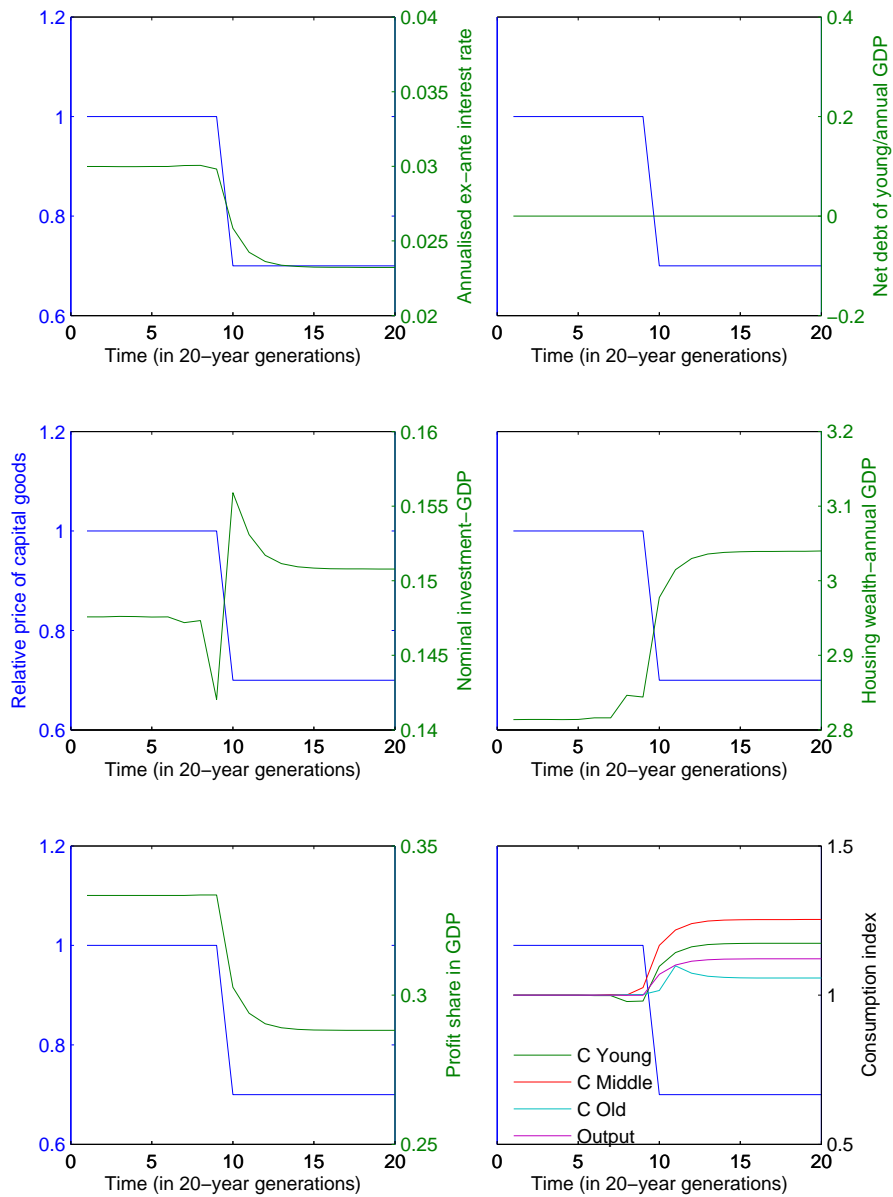 1.2
1
0.8
0.6
0.04
0.035
0.03
0.025
0.02
Annualised ex−ante interest rate
0 5 10 15 20
Time (in 20−year generations)
0.4
0.2
0
−0.2
Net debt of young/annual GDP
0 5 10 15 20
Time (in 20−year generations)
Relative price of capital goods
1.2
1
0.8
0.6
0.16
0.155
0.15
0.145
0.14
Nominal investment−GDP
0 5 10 15 20
Time (in 20−year generations)
3.2
3.1
3
2.9
2.8
Housing wealth−annual GDP
0 5 10 15 20
Time (in 20−year generations)
1.2
1
0.8
0.6
0.35
0.3
0.25
Profit share in GDP
0 5 10 15 20
Time (in 20−year generations)
1.5
1
0.5
Consumption index
C Young
C Middle
C Old
Output
0 5 10 15 20
Time (in 20−year generations)